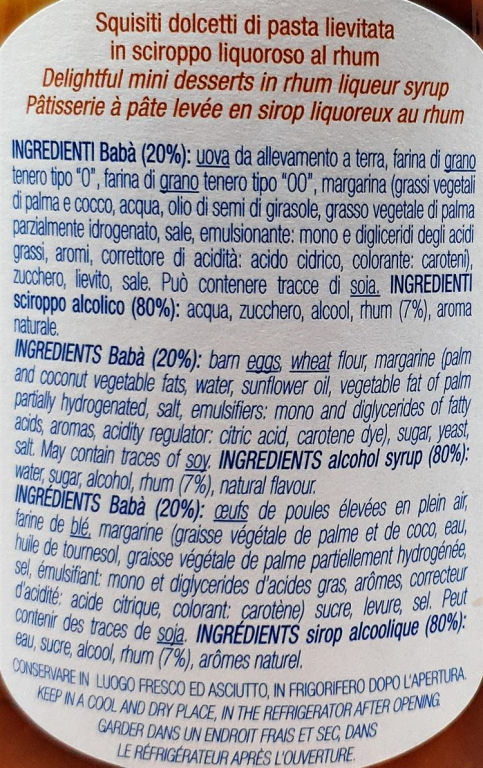 Squisiti dolcetti di pasta lievitata
in sciroppo liquoroso al rhum
Delightful mini desserts in rhum liqueur syrup
Pâtisserie à pâte levée en sirop liquoreux au rhum
INGREDIENTI Babà (20%): uova da allevamento a terra, farina di grano
tenero tipo "0", farina di grano tenero tipo "00", margarina (grassi vegetali
di palma e cocco, acqua, olio di semi di girasole, grasso vegetale di palma
parzialmente idrogenato, sale, emulsionante: mono e digliceridi degli acidi
grassi, aromi, correttore di acidità: acido cidrico, colorante: caroteni),
zucchero, lievito, sale. Può contenere tracce di soia. INGREDIENTI
sciroppo alcolico (80%): acqua, zucchero, alcool, rhum (7%), aroma
naturale.
INGREDIENTS Babà (20%): barn eggs, wheat flour, margarine (palm
and coconut vegetable fats, water, sunflower oil, vegetable fat of palm
partially hydrogenated, salt, emulsifiers: mono and diglycerides of fatty
acids, aromas, acidity regulator: citric acid, carotene dye), sugar, yeast,
salt. May contain traces of soy. INGREDIENTS alcohol syrup (80%):
water, sugar, alcohol, rhum (7%), natural flavour.
INGRÉDIENTS Babà (20%): œufs de poules élevées en plein air,
farine de blé, margarine (graisse végétale de palme et de coco, eau,
huile de tournesol, graisse végétale de palme partiellement hydrogénée,
sel, émulsifiant: mono et diglycerides d'acides gras, arômes, correcteur
d'acidité: acide citrique, colorant: carotène) sucre, levure, sel. Peut
contenir des traces de soja. INGRÉDIENTS sirop alcoolique (80%):
eau, sucre, alcool, rhum (7%), arômes naturel.
CONSERVARE IN LUOGO FRESCO ED ASCIUTTO, IN FRIGORIFERO DOPO L'APERTURA.
KEEP IN A COOL AND DRY PLACE, IN THE REFRIGERATOR AFTER OPENING.
GARDER DANS UN ENDROIT FRAIS ET SEC, DANS
LE RÉFRIGÉRATEUR APRÈS L'OUVERTURE.